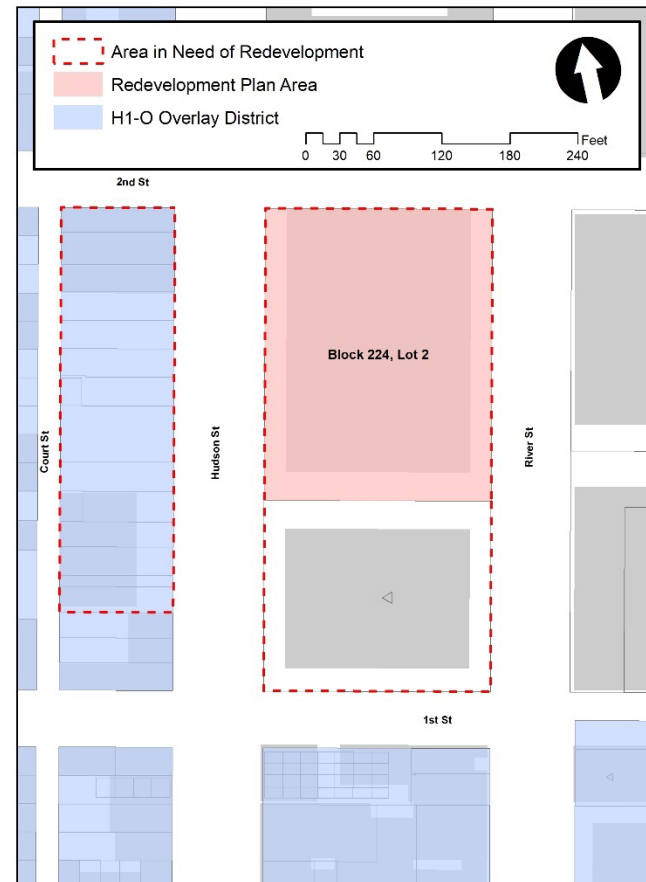 Area in Need of Redevelopment
Redevelopment Plan Area
H1-O Overlay District
Feet
0 30 60 120 180 240
2nd St
Block 224, Lot 2
Court St
Hudson St
River St
1st St